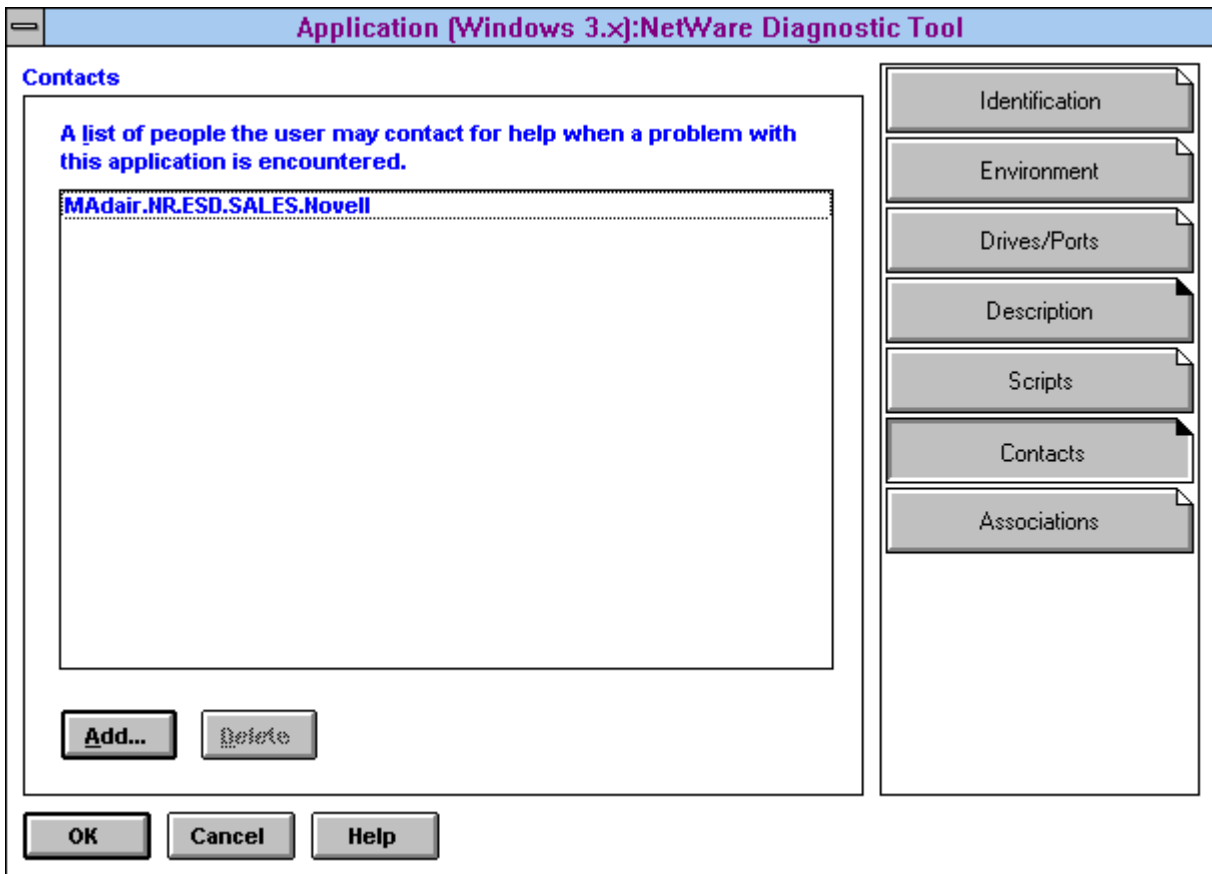 Application (Windows 3.x):NetWare Diagnostic Tool
Contacts
A list of people the user may contact for help when a problem with
this application is encountered.
MAdair.NR.ESD.SALES.Novell
Add...
Delete
OK
Cancel
Help
Identification
Environment
Drives/Ports
Description
Scripts
Contacts
Associations